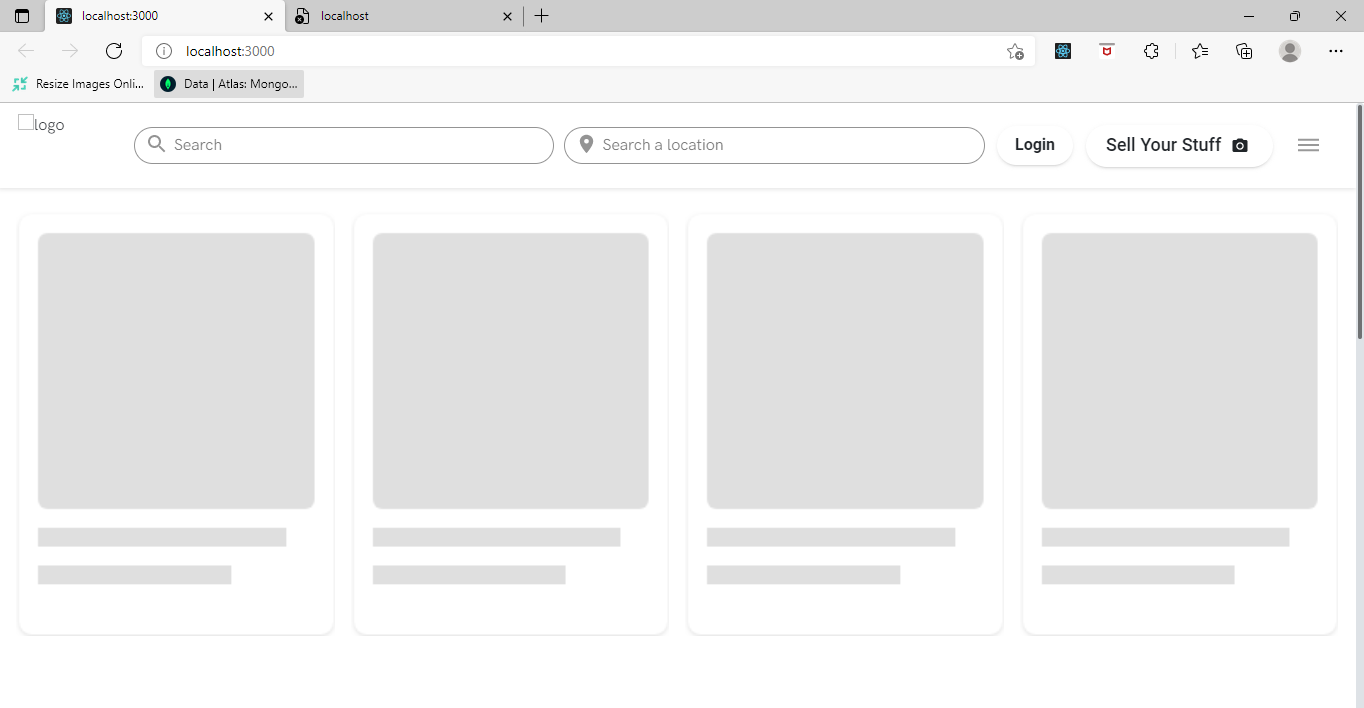 localhost:3000
localhost
localhost:3000
Resize Images Onli...
Data | Atlas: Mongo...
logo
Search
Search a location
Login
Sell Your Stuff